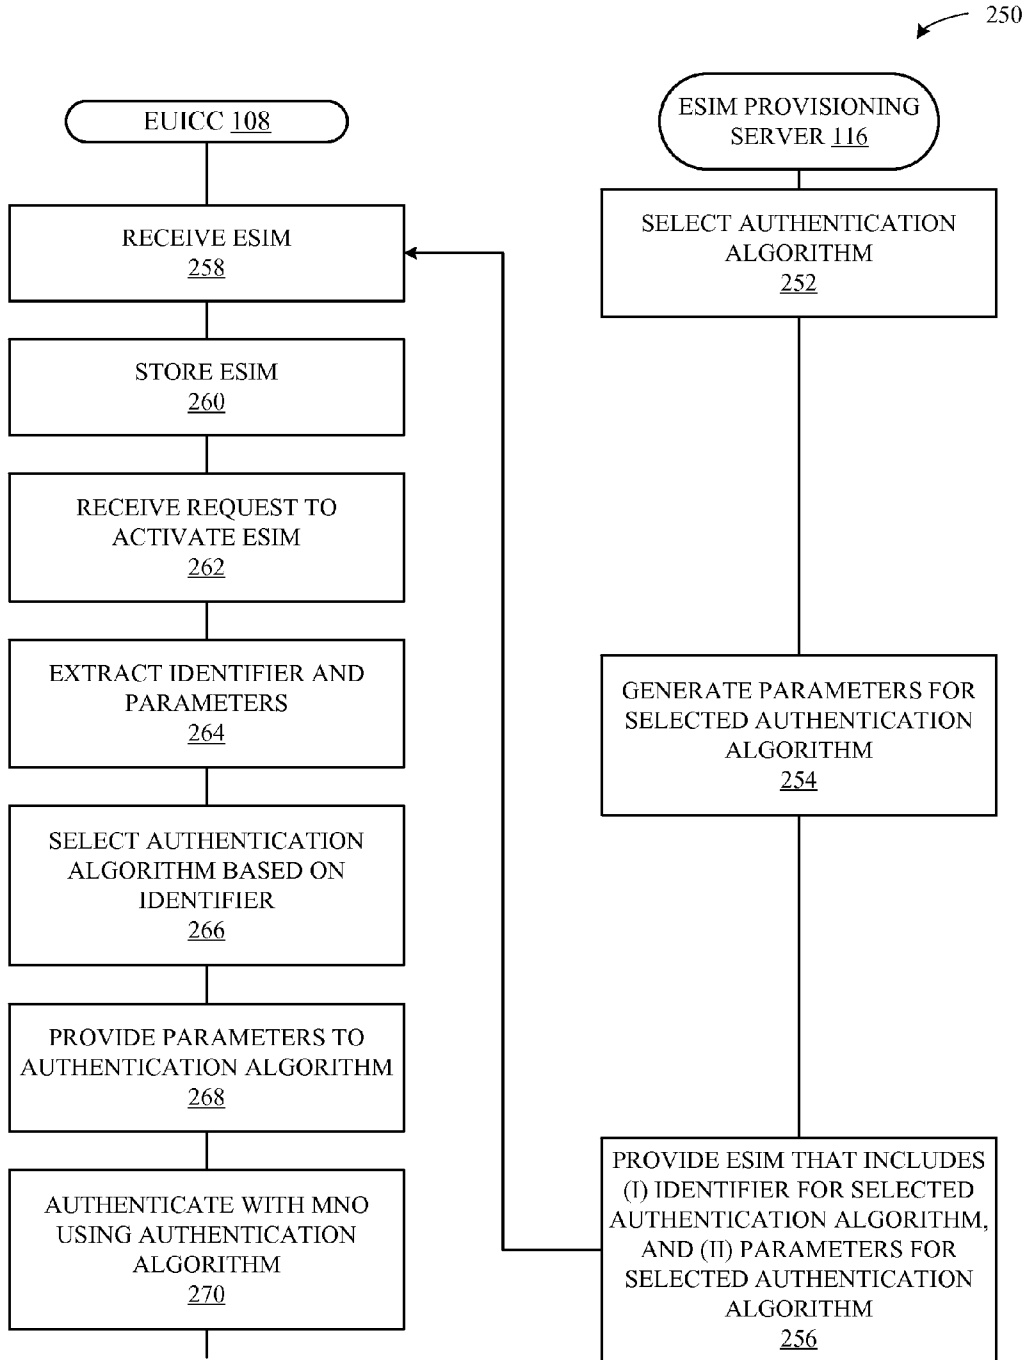 250
EUICC 108
RECEIVE ESIM
258
STORE ESIM
260
RECEIVE REQUEST TO
ACTIVATE ESIM
262
EXTRACT IDENTIFIER AND
PARAMETERS
264
SELECT AUTHENTICATION
ALGORITHM BASED ON
IDENTIFIER
266
PROVIDE PARAMETERS TO
AUTHENTICATION ALGORITHM
268
AUTHENTICATE WITH MNO
USING AUTHENTICATION
ALGORITHM
270
ESIM PROVISIONING
SERVER 116
SELECT AUTHENTICATION
ALGORITHM
252
GENERATE PARAMETERS FOR
SELECTED AUTHENTICATION
ALGORITHM
254
PROVIDE ESIM THAT INCLUDES
(I) IDENTIFIER FOR SELECTED
AUTHENTICATION ALGORITHM,
AND (II) PARAMETERS FOR
SELECTED AUTHENTICATION
ALGORITHM
256